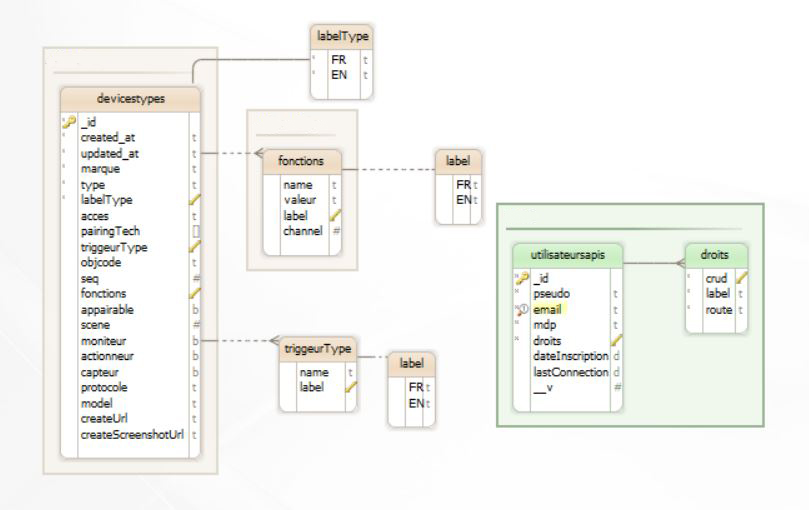 labelType
FR t
EN t
devicestypes
_id
created_at t
updated_at t
marque t
type t
labelType
acces t
pairingTech []
triggeurType
objcode t
seq #
fonctions
appairable b
scene #
moniteur b
actionneur b
capteur b
protocole t
model t
createUrl t
createScreenshotUrl t
fonctions
name t
valeur t
label
channel #
label
FR t
EN t
triggeurType
name t
label
label
FR t
EN t
utilisateursapis
_id
pseudo t
email t
mdp t
droits
dateInscription d
lastConnection d
__v #
droits
crud
label t
route t